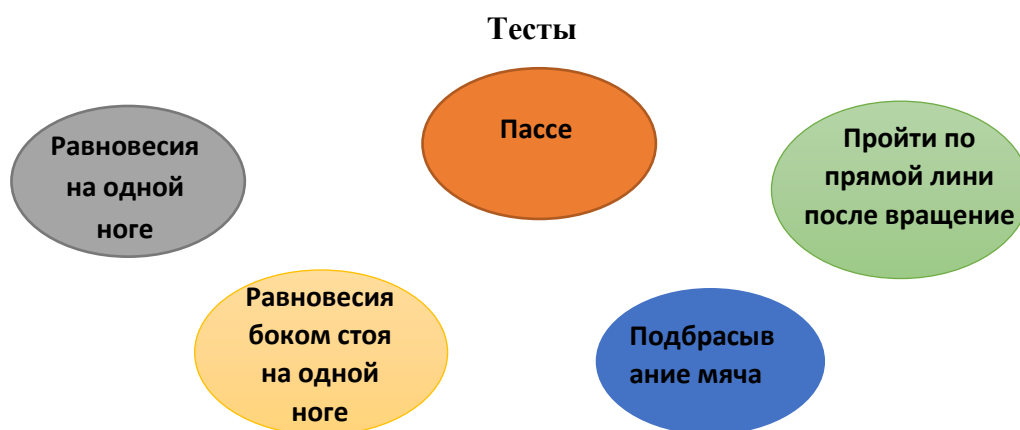 Тесты
Равновесия
на одной
ноге
Пассе
Пройти по
прямой лини
после вращение
Равновесия
боком стоя
на одной
ноге
Подбрасыв
ание мяча